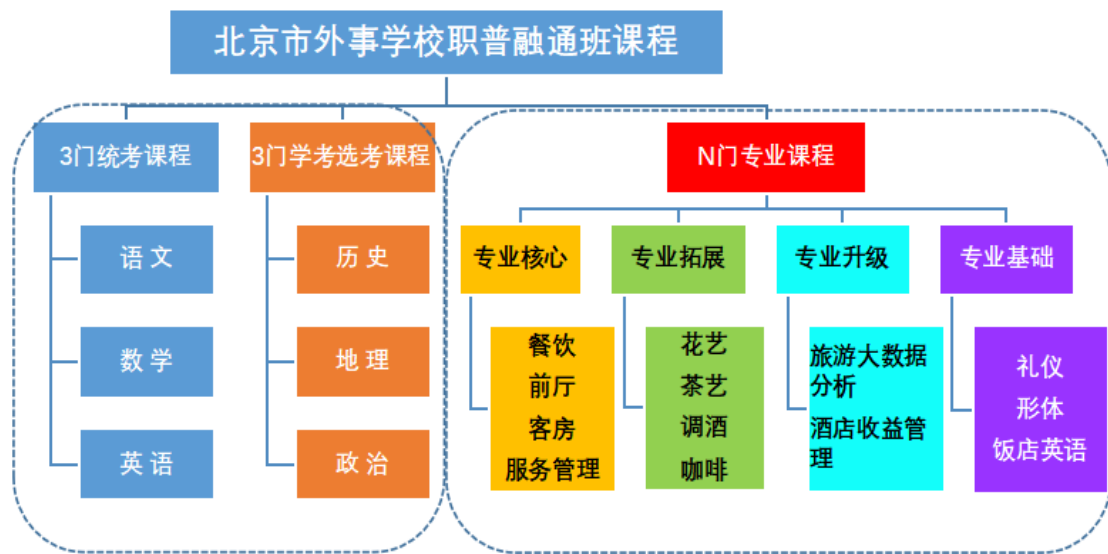 北京市外事学校职普融通班课程
3门统考课程
语文
数学
英语
3门学考选考课程
历史
地理
政治
N门专业课程
专业核心
餐饮
前厅
客房
服务管理
专业拓展
花艺
茶艺
调酒
咖啡
专业升级
旅游大数据
分析
酒店收益管
理
专业基础
礼仪
形体
饭店英语